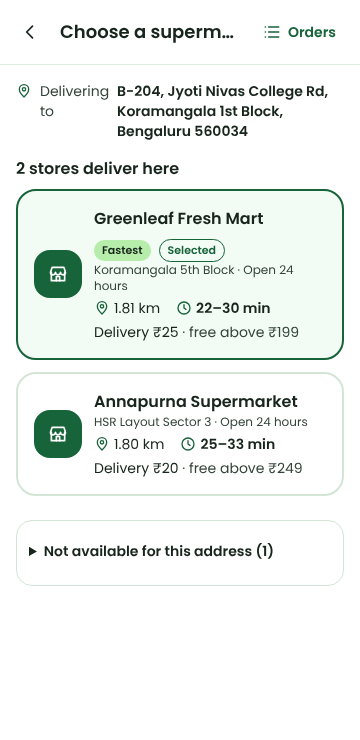 Choose a superm...
Orders
Delivering to
B-204, Jyoti Nivas College Rd,
Koramangala 1st Block,
Bengaluru 560034
2 stores deliver here
Greenleaf Fresh Mart
Fastest
Selected
Koramangala 5th Block · Open 24
hours
1.81 km
22–30 min
Delivery ₹25 · free above ₹199
Annapurna Supermarket
HSR Layout Sector 3 · Open 24 hours
1.80 km
25–33 min
Delivery ₹20 · free above ₹249
Not available for this address (1)